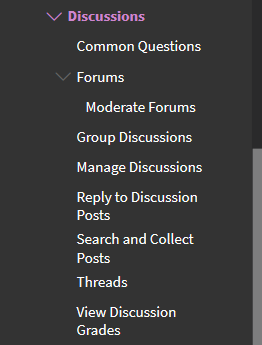 Discussions
Common Questions
Forums
Moderate Forums
Group Discussions
Manage Discussions
Reply to Discussion
Posts
Search and Collect
Posts
Threads
View Discussion
Grades